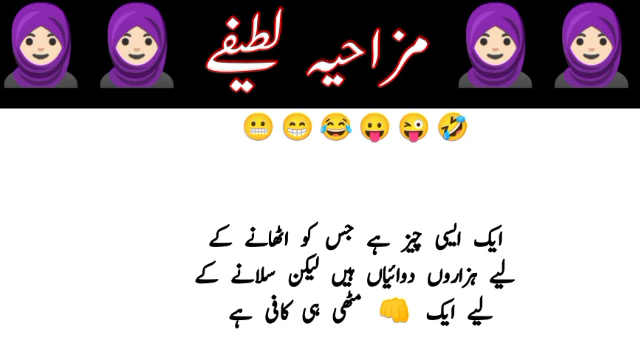 مزاحیہ لطیفے
😬😁😂😛😜🤣
ایک ایسی چیز ہے جس کو اٹھانے کے
لیے ہزاروں دوائیاں ہیں لیکن سلانے کے
لیے ایک 👊 مٹھی ہی کافی ہے